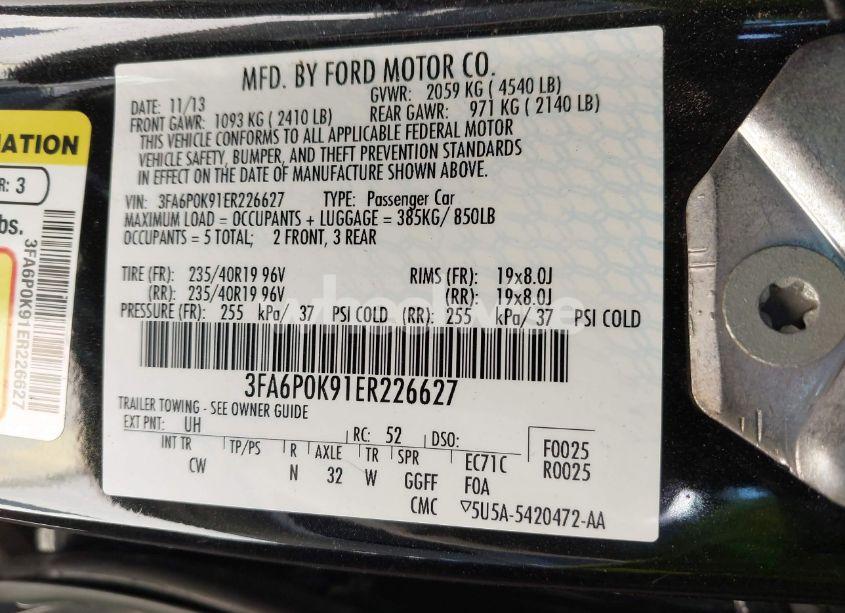 MFD. BY FORD MOTOR CO.
DATE: 11/13 GVWR: 2059 KG ( 4540 LB)
FRONT GAWR: 1093 KG ( 2410 LB) REAR GAWR: 971 KG ( 2140 LB)
THIS VEHICLE CONFORMS TO ALL APPLICABLE FEDERAL MOTOR
VEHICLE SAFETY, BUMPER, AND THEFT PREVENTION STANDARDS
IN EFFECT ON THE DATE OF MANUFACTURE SHOWN ABOVE.
VIN: 3FA6P0K91ER226627 TYPE: Passenger Car
MAXIMUM LOAD = OCCUPANTS + LUGGAGE = 385KG/ 850LB
OCCUPANTS = 5 TOTAL; 2 FRONT, 3 REAR
TIRE (FR): 235/40R19 96V RIMS (FR): 19x8.0J
(RR): 235/40R19 96V (RR): 19x8.0J
PRESSURE (FR): 255 kPa/ 37 PSI COLD (RR): 255 kPa/ 37 PSI COLD
3FA6P0K91ER226627
TRAILER TOWING - SEE OWNER GUIDE
EXT PNT: UH RC: 52 DSO:
INT TR TP/PS R AXLE TR SPR EC71C F0025
CW N 32 W GGFF F0A R0025
CMC ▽5U5A-5420472-AA
MATION
R: 3
bs.
3FA6P0K91ER226627